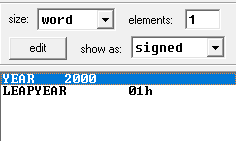 size: word elements: 1
edit show as: signed
YEAR 2000
LEAPYEAR 01h